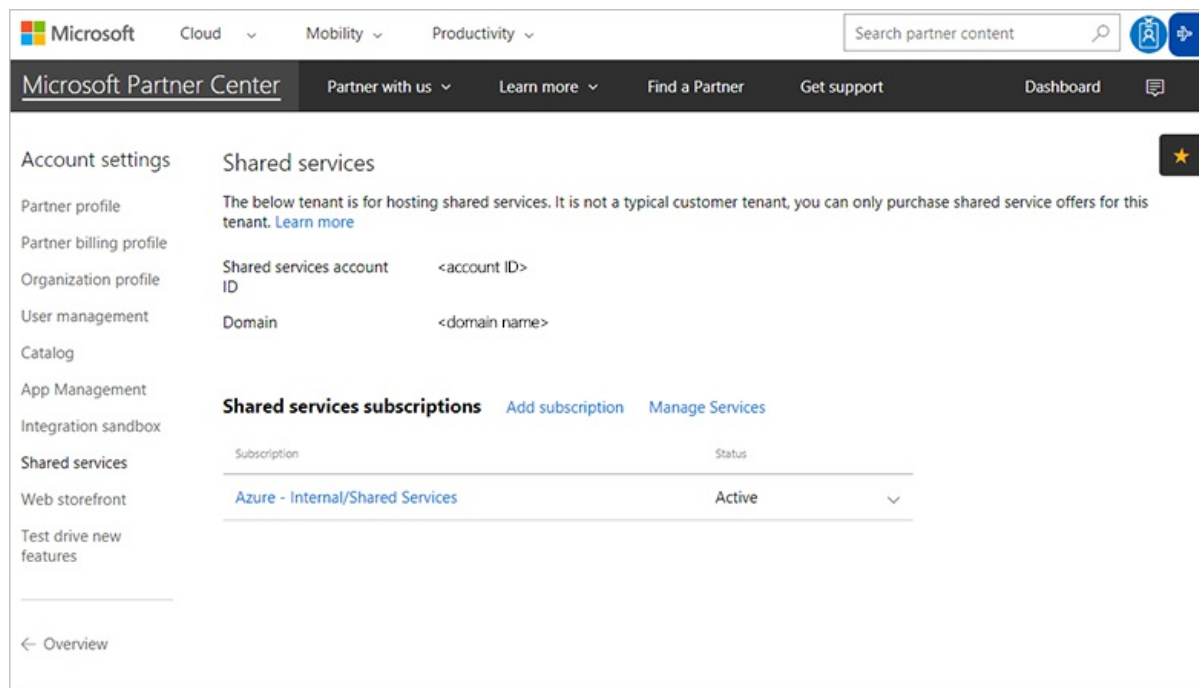 Microsoft
Cloud
Mobility
Productivity
Search partner content
Microsoft Partner Center
Partner with us
Learn more
Find a Partner
Get support
Dashboard
Account settings
Partner profile
Partner billing profile
Organization profile
User management
Catalog
App Management
Integration sandbox
Shared services
Web storefront
Test drive new
features
Overview
Shared services
The below tenant is for hosting shared services. It is not a typical customer tenant, you can only purchase shared service offers for this
tenant. Learn more
Shared services account
ID
<account ID>
Domain
<domain name>
Shared services subscriptions
Add subscription
Manage Services
Subscription
Status
Azure - Internal/Shared Services
Active